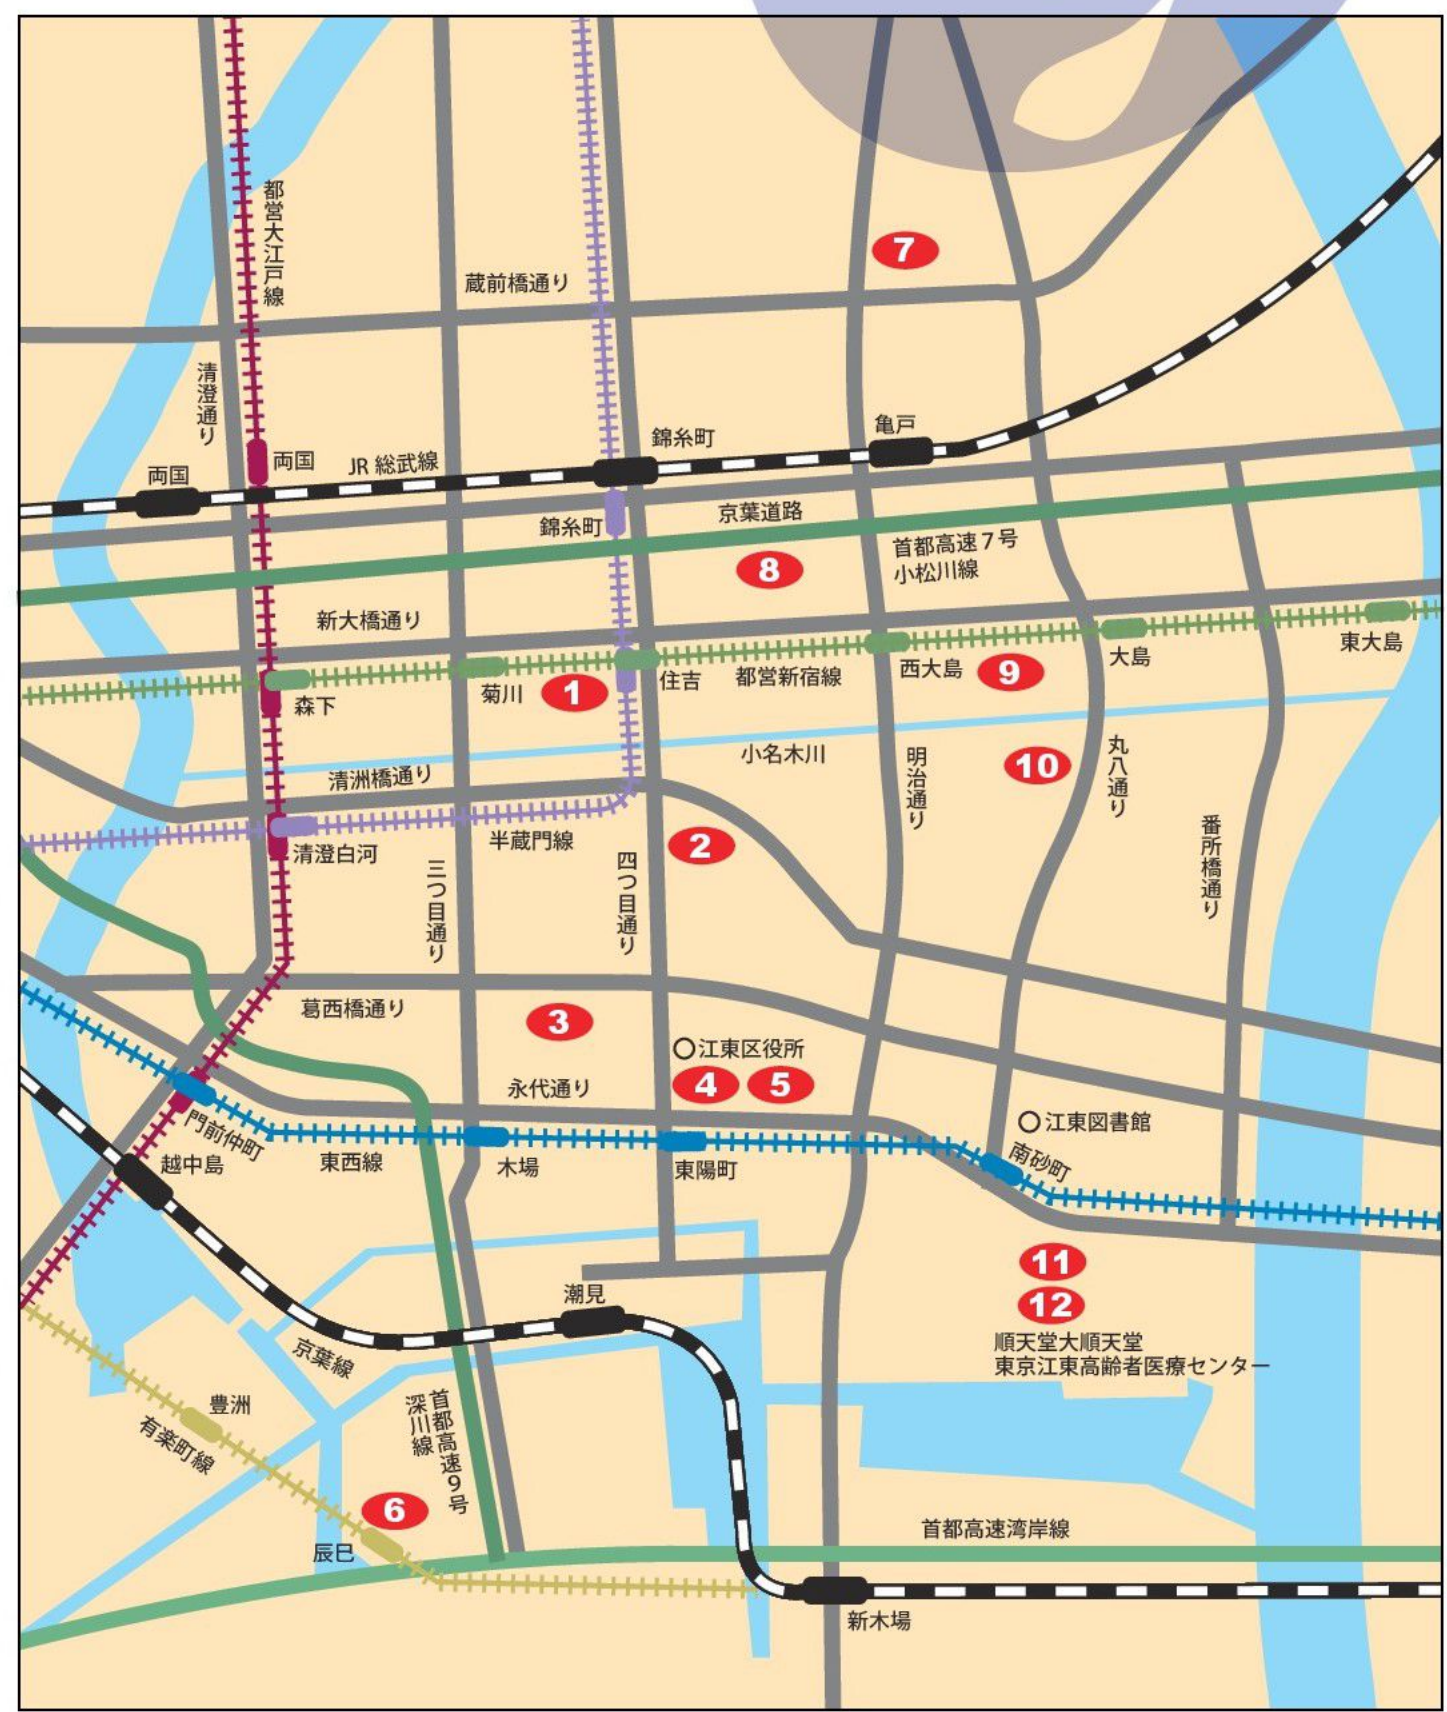 都営大江戸線
7
蔵前橋通り
清澄通り
亀戸
錦糸町
両国
JR 総武線
両国
京葉道路
錦糸町
首都高速7号
小松川線
8
新大橋通り
東大島
大島
西大島
9
都営新宿線
住吉
1
菊川
森下
小名木川
明治通り
丸八通り
10
清洲橋通り
半蔵門線
2
清澄白河
三つ目通り
四つ目通り
番所橋通り
葛西橋通り
3
江東区役所
4
5
永代通り
江東図書館
門前仲町
越中島
東西線
木場
東陽町
南砂町
11
12
順天堂大順天堂
東京江東高齢者医療センター
潮見
京葉線
豊洲
有楽町線
首都高速9号
深川線
6
辰巳
首都高速湾岸線
新木場